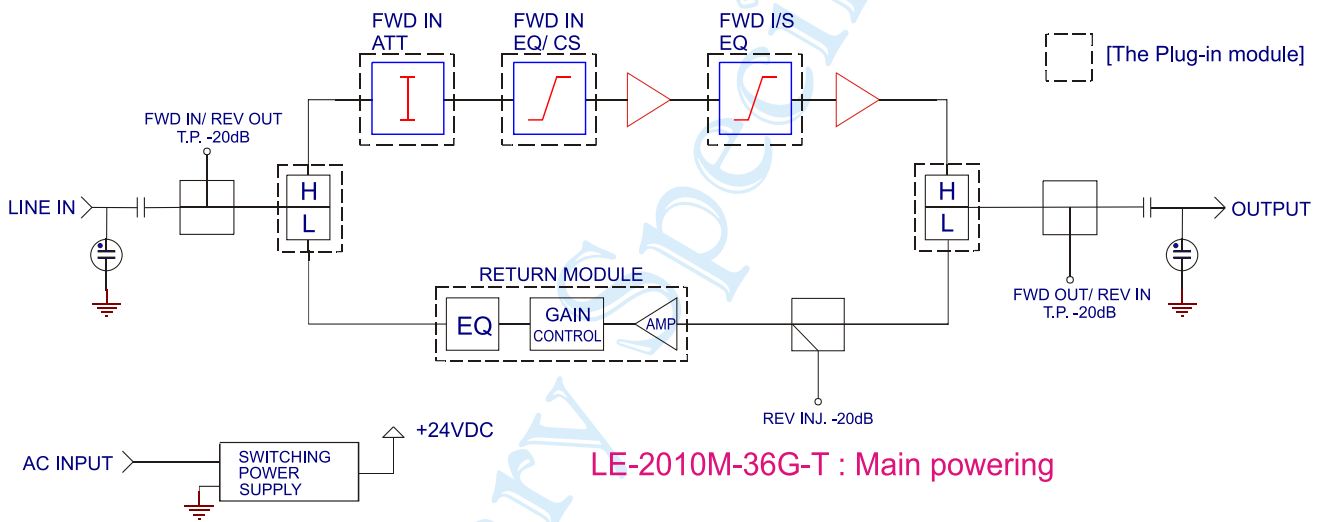 FWD IN
ATT
FWD IN
EQ/ CS
FWD I/S
EQ
[The Plug-in module]
FWD IN/ REV OUT
T.P. -20dB
H
L
H
L
LINE IN
OUTPUT
RETURN MODULE
EQ
GAIN
CONTROL
AMP
FWD OUT/ REV IN
T.P. -20dB
REV INJ. -20dB
+24VDC
AC INPUT
SWITCHING
POWER
SUPPLY
LE-2010M-36G-T : Main powering